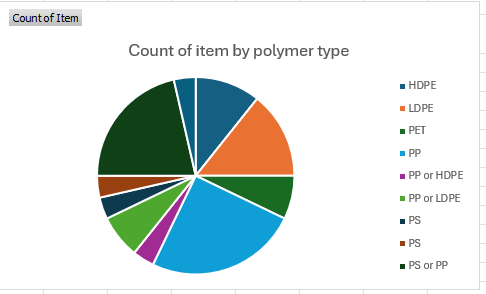 Count of Item
Count of item by polymer type
HDPE
LDPE
PET
PP
PP or HDPE
PP or LDPE
PS
PS
PS or PP